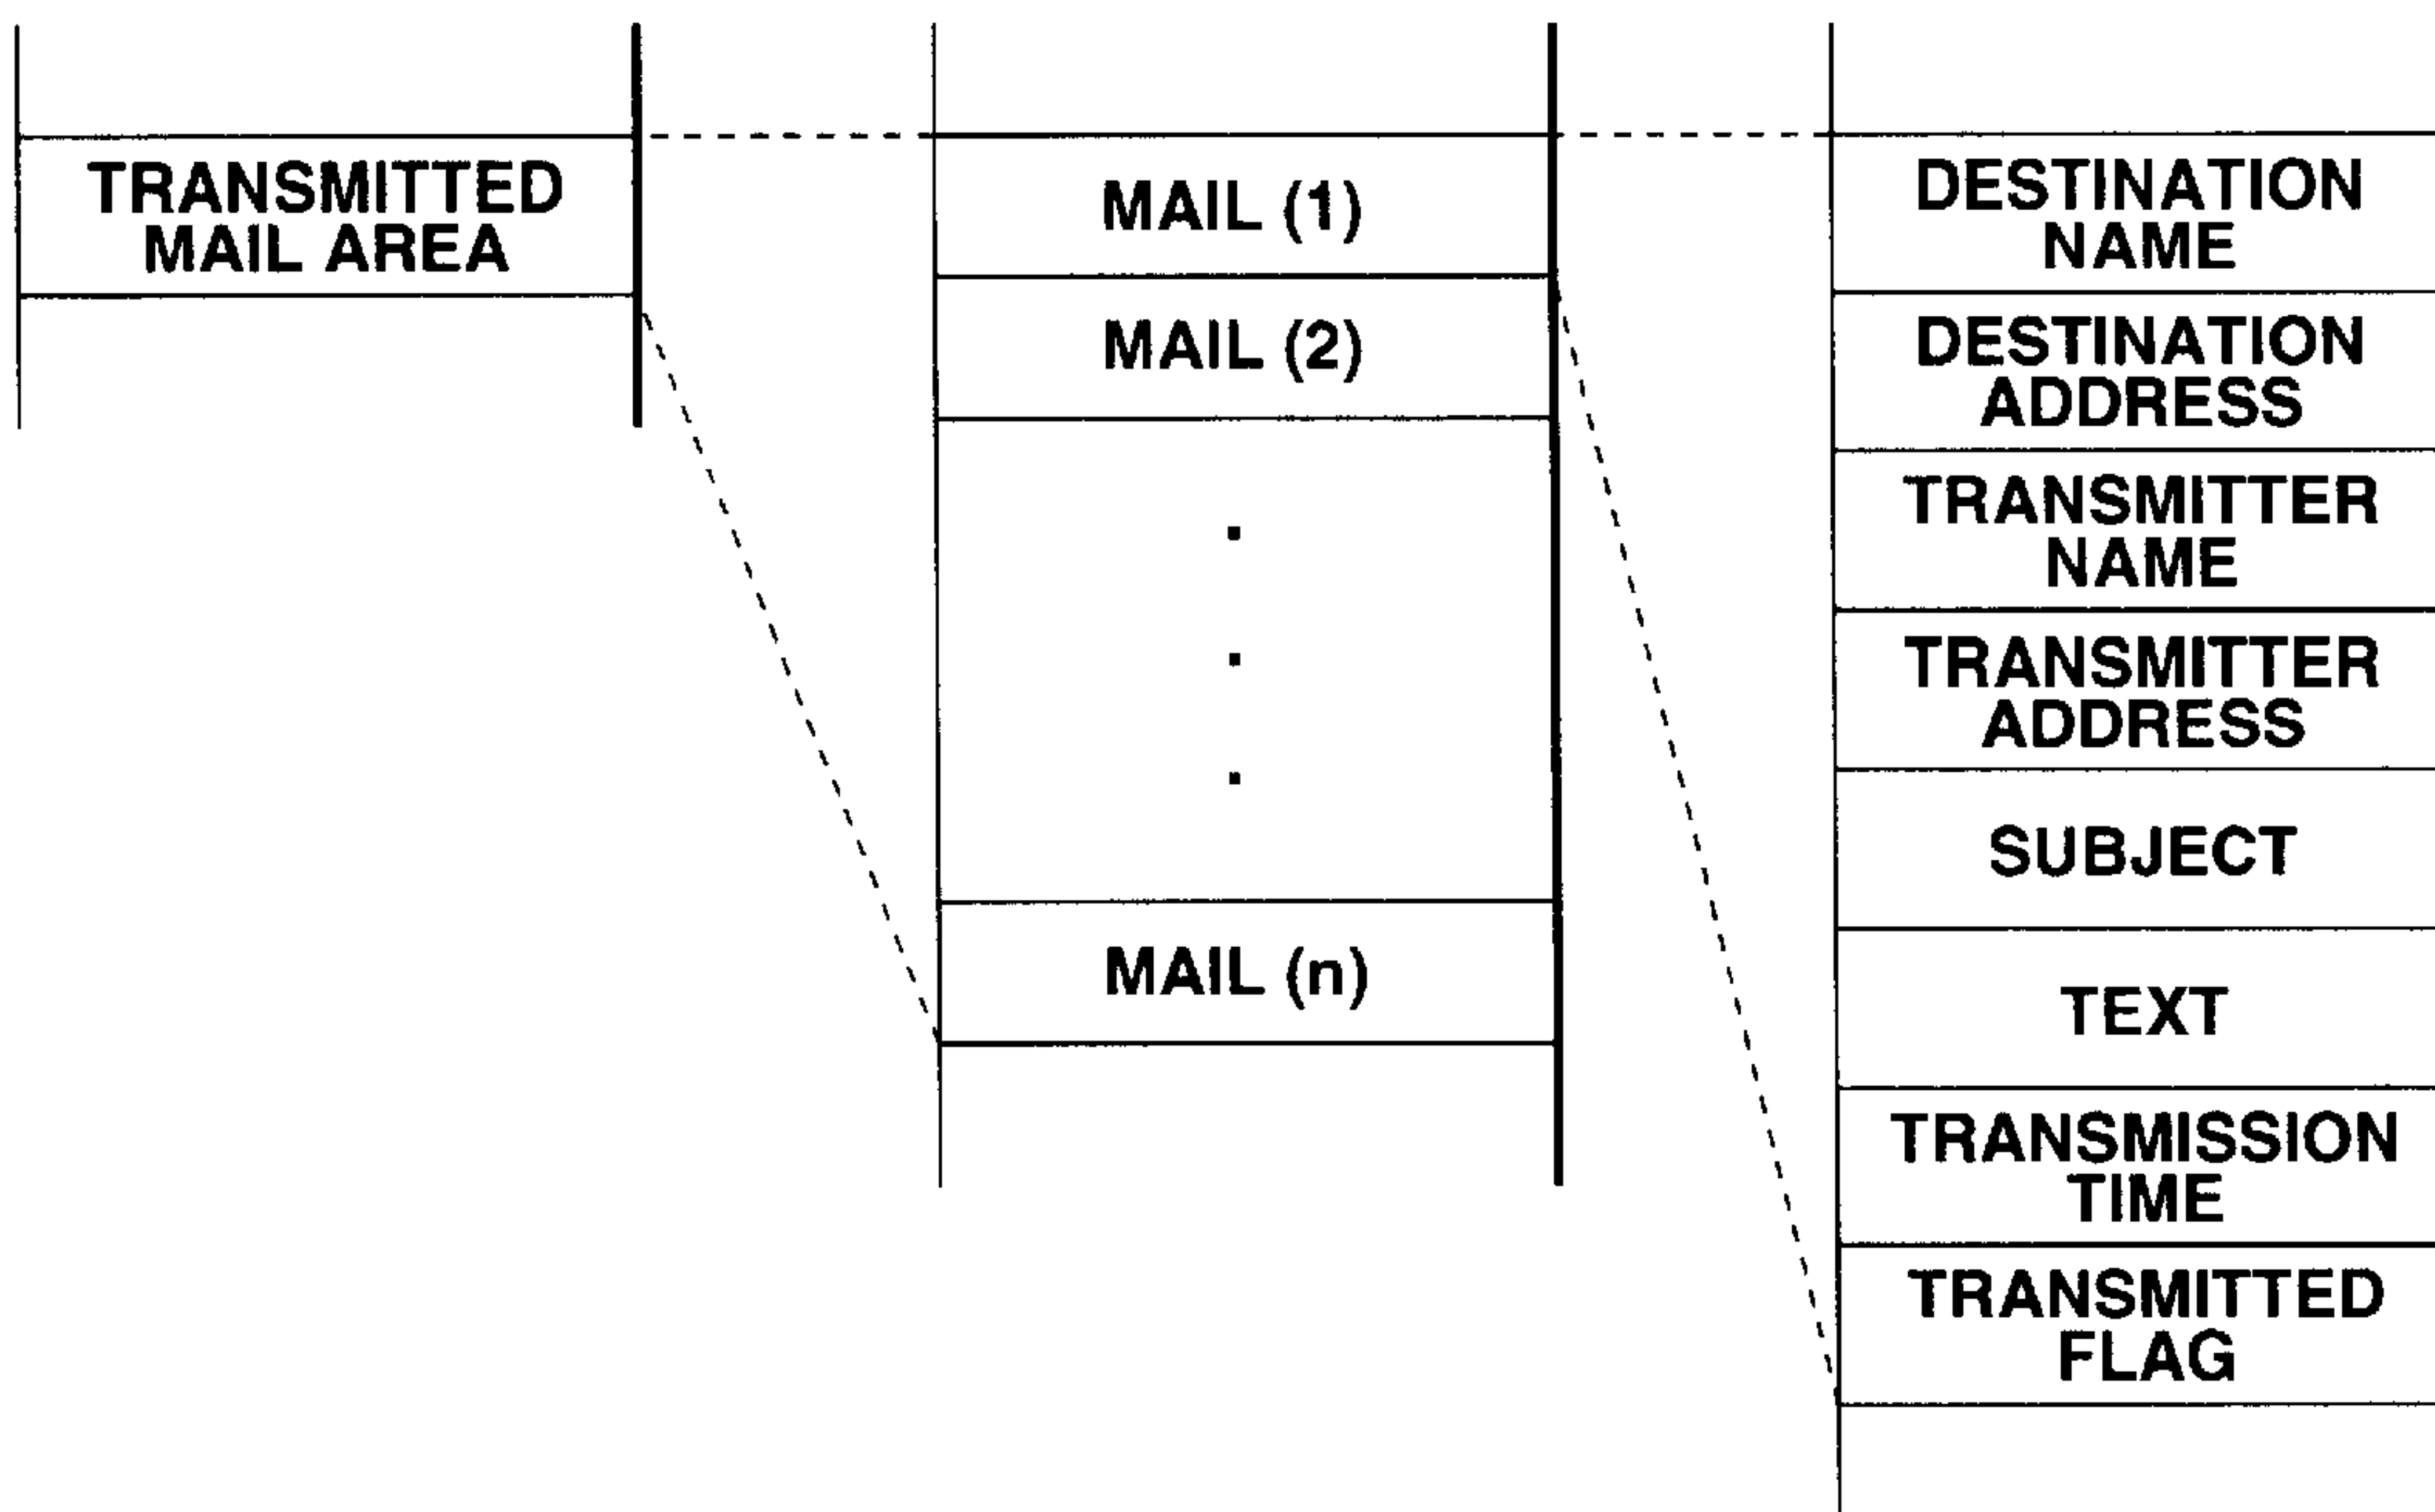 TRANSMITTED
MAIL AREA
MAIL (1)
MAIL (2)
MAIL (n)
DESTINATION
NAME
DESTINATION
ADDRESS
TRANSMITTER
NAME
TRANSMITTER
ADDRESS
SUBJECT
TEXT
TRANSMISSION
TIME
TRANSMITTED
FLAG